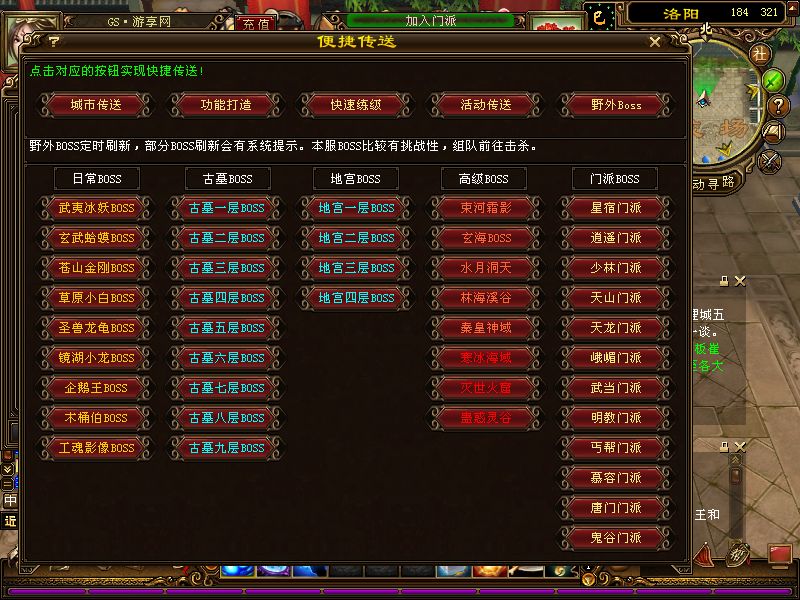 GS·游享网
充值
加入门派
洛阳 184 321
北
社
便捷传送
点击对应的按钮实现快捷传送!
城市传送 功能打造 快速练级 活动传送 野外Boss
野外BOSS定时刷新，部分BOSS刷新会有系统提示。本服BOSS比较有挑战性，组队前往击杀。
日常BOSS 古墓BOSS 地宫BOSS 高级BOSS 门派BOSS
武夷冰妖BOSS 古墓一层BOSS 地宫一层BOSS 束河霜影 星宿门派
玄武蛤蟆BOSS 古墓二层BOSS 地宫二层BOSS 玄海BOSS 逍遥门派
苍山金刚BOSS 古墓三层BOSS 地宫三层BOSS 水月洞天 少林门派
草原小白BOSS 古墓四层BOSS 地宫四层BOSS 林海溪谷 天山门派
圣兽龙龟BOSS 古墓五层BOSS 秦皇神域 天龙门派
镜湖小龙BOSS 古墓六层BOSS 寒冰海域 峨嵋门派
企鹅王BOSS 古墓七层BOSS 灭世火窟 武当门派
木桶伯BOSS 古墓八层BOSS 蛊惑灵谷 明教门派
工魂影像BOSS 古墓九层BOSS 丐帮门派
慕容门派
唐门门派
鬼谷门派
动寻路
城五
谈。
板崔
各大
王和
中
近